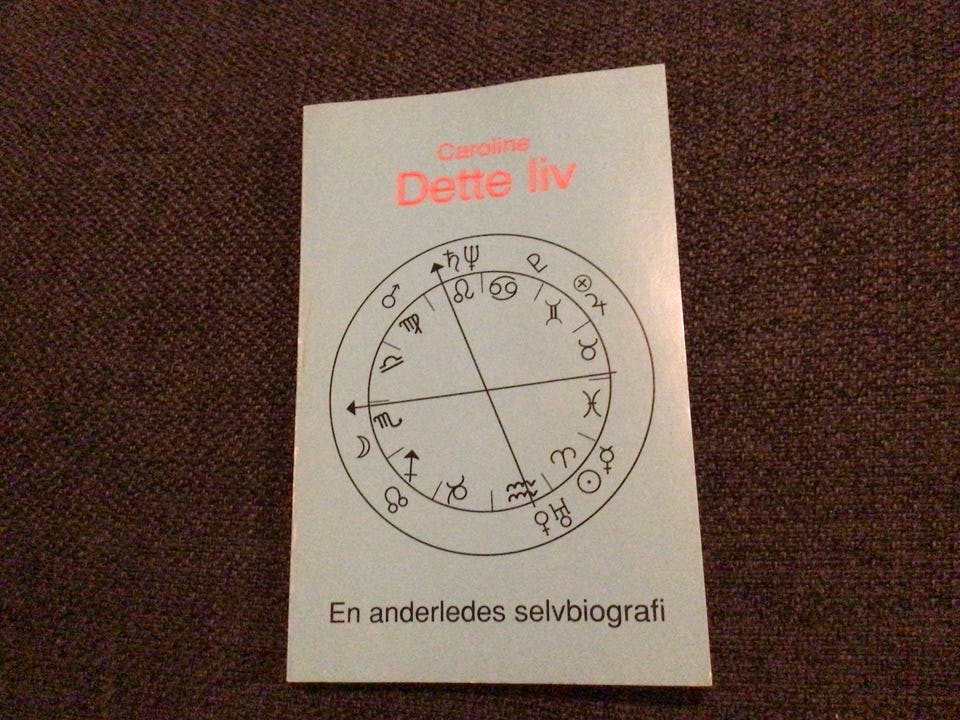 Caroline
Dette liv
En anderledes selvbiografi